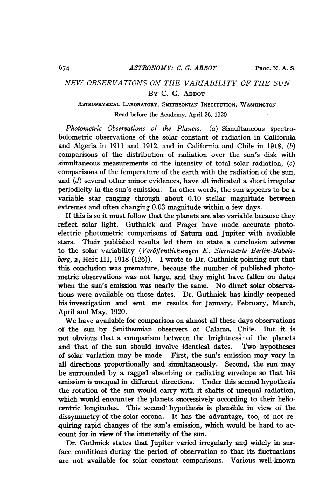 674 ASTRONOMY: C. G. ABBOT Proc. N. A. S.
NEW OBSERVATIONS ON THE VARIABILITY OF THE SUN
BY C. G. ABBOT
ASTROPHYSICAL LABORATORY, SMITHSONIAN INSTITUTION, WASHINGTON
Read before the Academy, April 26, 1920
Photometric Observations of the Planets. (a) Simultaneous spectro-
bolometric observations of the solar constant of radiation in California
and Algeria in 1911 and 1912, and in California and Chile in 1918, (b)
comparisons of the distribution of radiation over the sun's disk with
simultaneous measurements of the intensity of total solar radiation, (c)
comparisons of the temperature of the earth with the radiation of the sun,
and (d) several other minor evidences, have all indicated a short irregular
periodicity in the sun's emission. In other words, the sun appears to be a
variable star ranging through about 0.10 stellar magnitude between
extremes and often changing 0.03 magnitude within a few days.
If this is so it must follow that the planets are also variable because they
reflect solar light. Guthnick and Prager have made accurate photo-
electric photometric comparisons of Saturn and Jupiter with available
stars. Their published results led them to state a conclusion adverse
to the solar variability (Veröffentlichungen K. Sternwarte Berlin-Babels-
berg, 2, Heft III, 1918 (126)). I wrote to Dr. Guthnick pointing out that
this conclusion was premature, because the number of published photo-
metric observations was not large, and they might have fallen on dates
when the sun's emission was nearly the same. No direct solar observa-
tions were available on those dates. Dr. Guthnick has kindly reopened
his investigation and sent me results for January, February, March,
April and May, 1920.
We have available for comparison on almost all these days observations
of the sun by Smithsonian observers at Calama, Chile. But it is
not obvious that a comparison between the brightness of the planets
and that of the sun should involve identical dates. Two hypotheses
of solar variation may be made. First, the sun's emission may vary in
all directions proportionally and simultaneously. Second, the sun may
be surrounded by a ragged absorbing or radiating envelope so that his
emission is unequal in different directions. Under this second hypothesis
the rotation of the sun would carry with it shafts of unequal radiation,
which would encounter the planets successively according to their helio-
centric longitudes. This second hypothesis is plausible in view of the
dissymmetry of the solar corona. It has the advantage, too, of not re-
quiring rapid changes of the sun's emission, which would be hard to ac-
count for in view of the immensity of the sun.
Dr. Guthnick states that Jupiter varied irregularly and widely in sur-
face conditions during the period of observation so that its fluctuations
are not available for solar constant comparisons. Various well-known